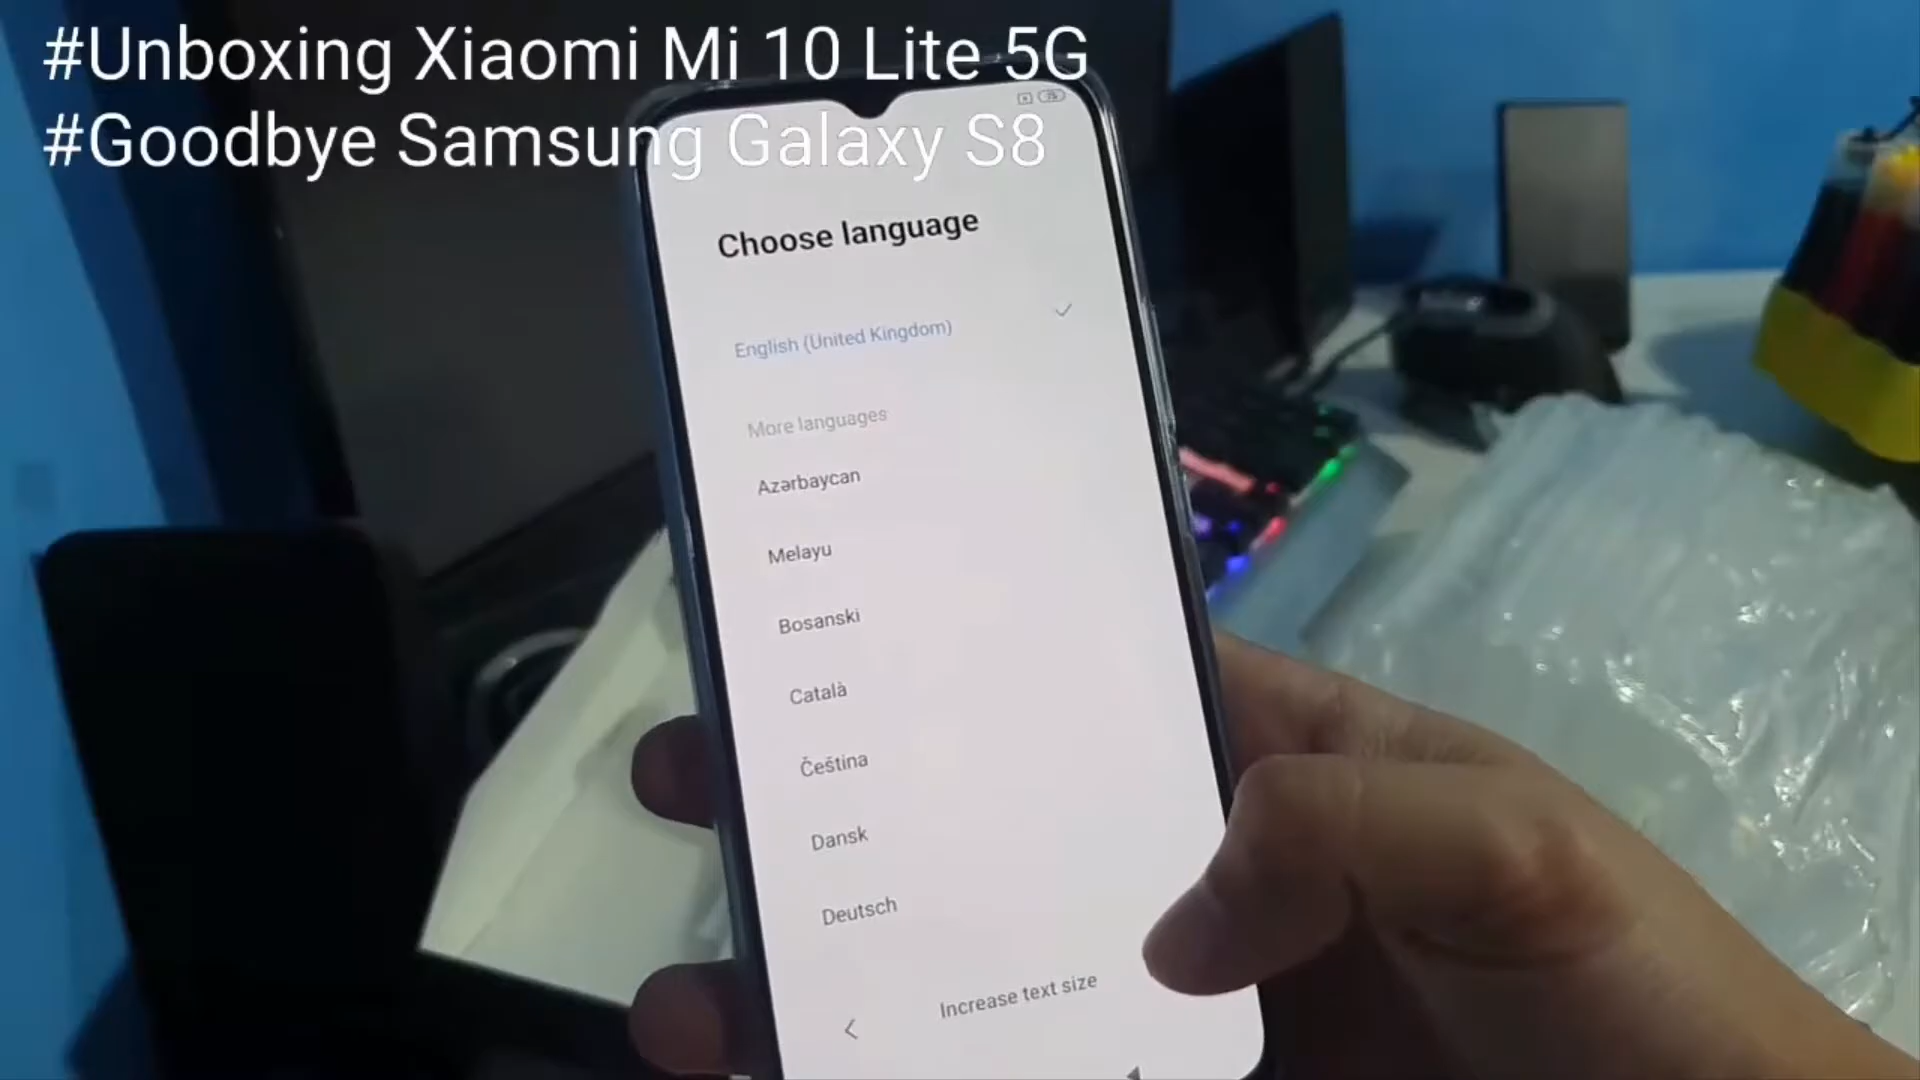 #Unboxing Xiaomi Mi 10 Lite 5G
#Goodbye Samsung Galaxy S8
Choose language
English (United Kingdom)
More languages
Azərbaycan
Melayu
Bosanski
Català
Čeština
Dansk
Deutsch
Increase text size